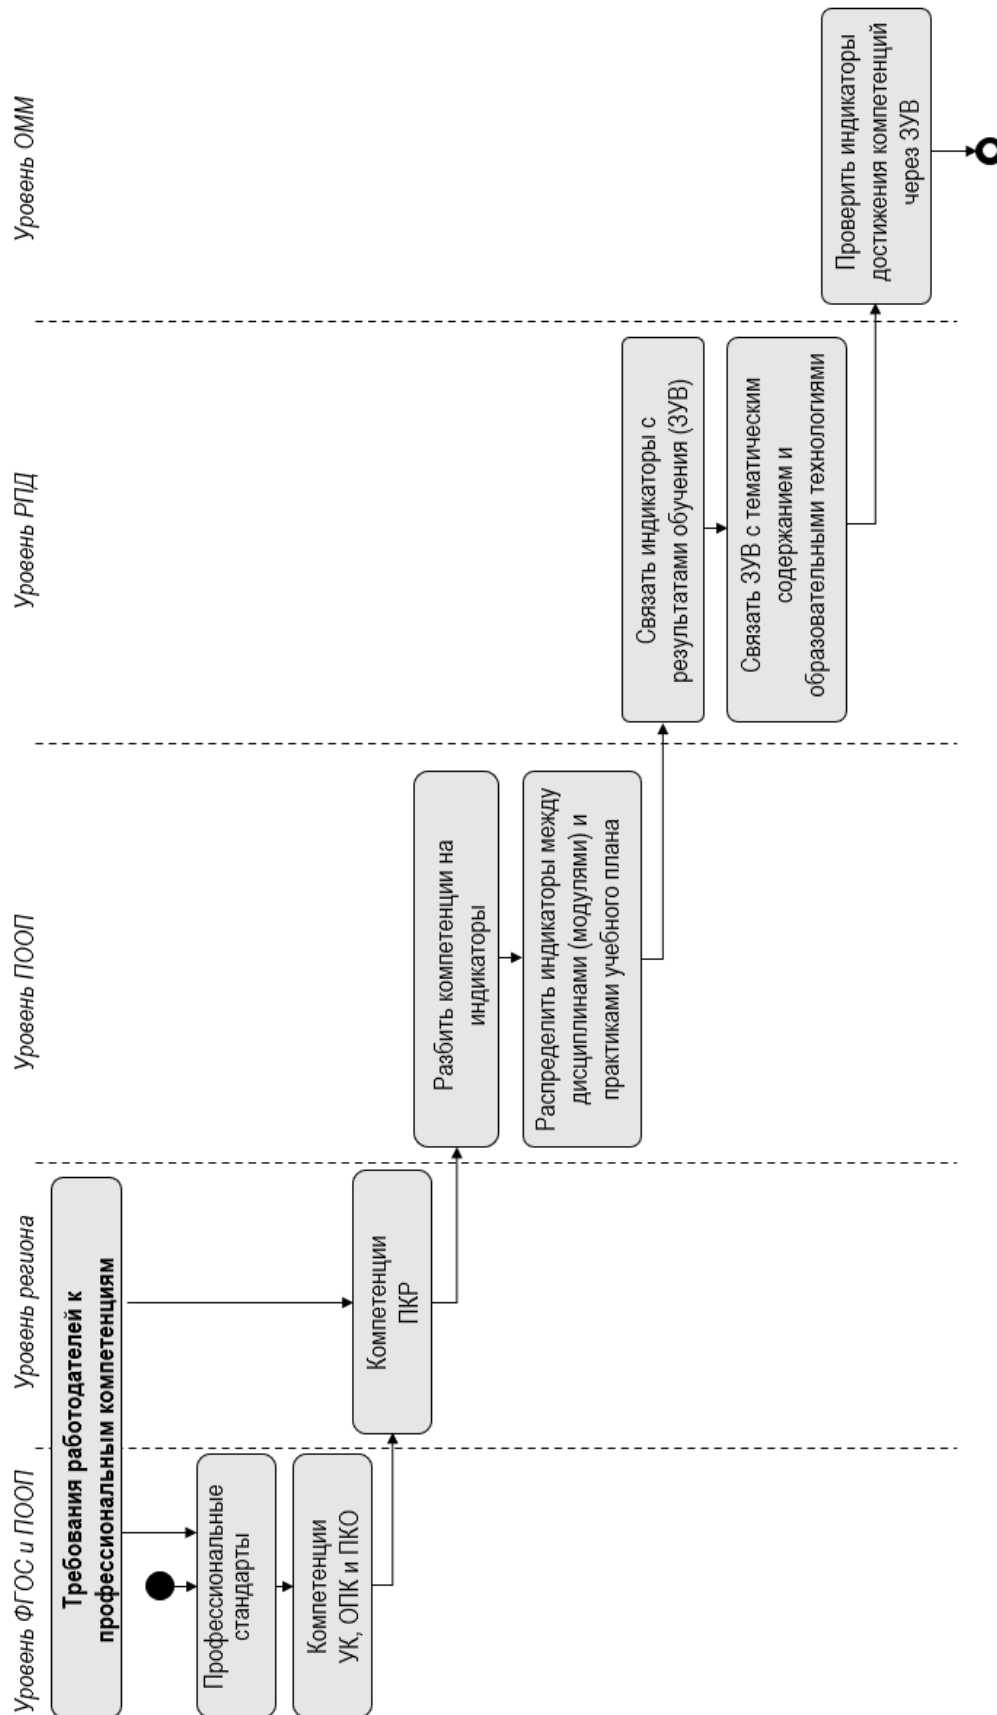 Уровень ФГОС и ПООП
Уровень региона
Уровень ПООП
Уровень РПД
Уровень ОММ
Требования работодателей к
профессиональным компетенциям
Профессиональные
стандарты
Компетенции
УК, ОПК и ПКО
Компетенции
ПКР
Разбить компетенции на
индикаторы
Распределить индикаторы между
дисциплинами (модулями) и
практиками учебного плана
Связать индикаторы с
результатами обучения (ЗУВ)
Связать ЗУВ с тематическим
содержанием и
образовательными технологиями
Проверить индикаторы
достижения компетенций
через ЗУВ